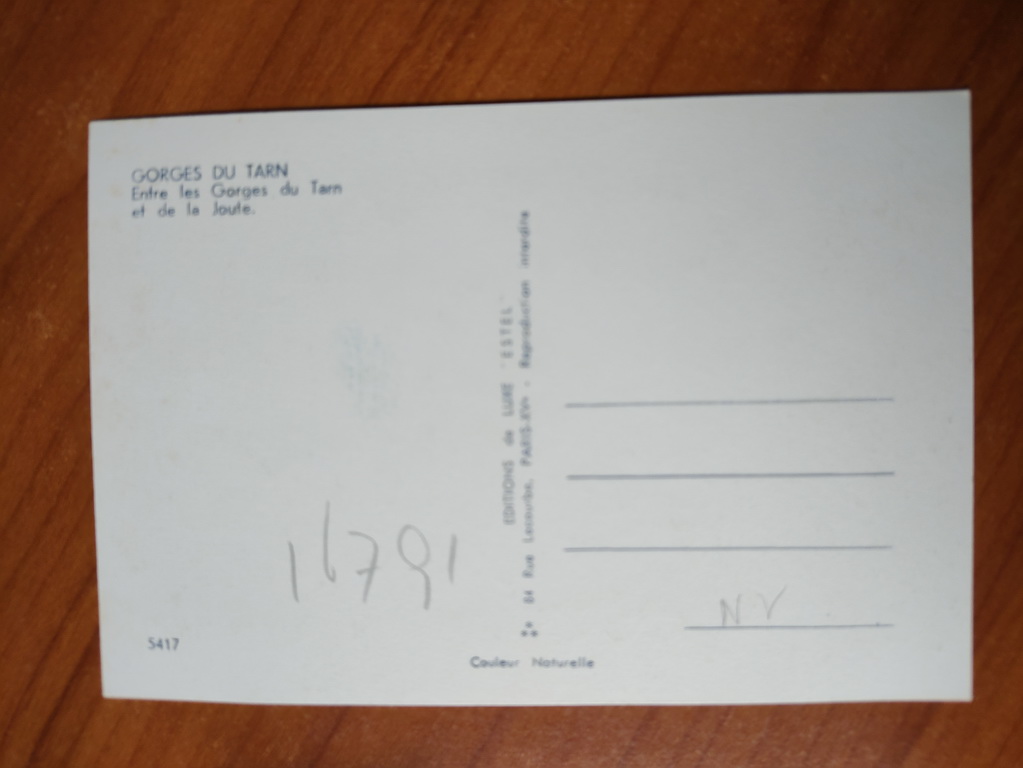 GORGES DU TARN
Entre les Gorges du Tarn
et de la Joute.
EDITIONS de LUXE "ESTEL"
84 Rue Lecourbe, PARIS-XVe - Reproduction interdite
16791
N V
5417
Couleur Naturelle